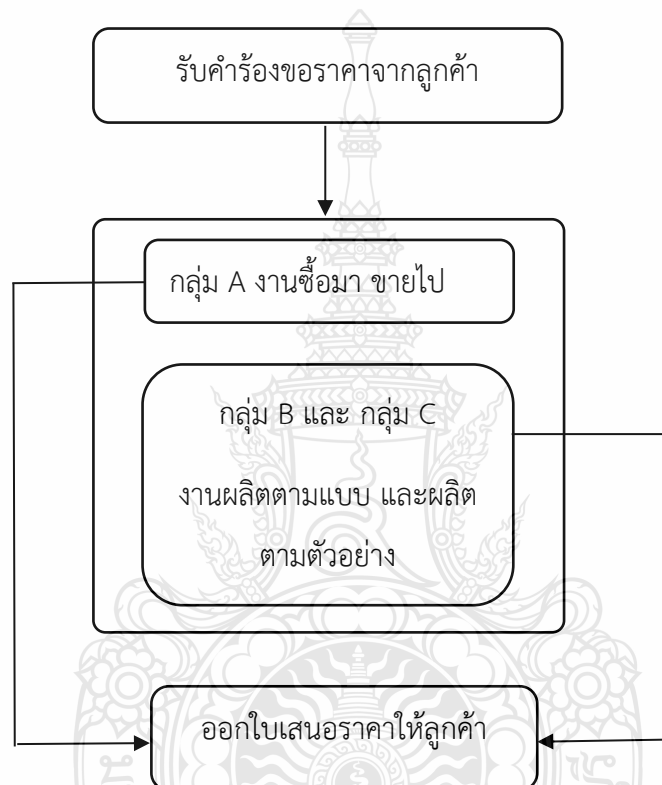 รับคำร้องขอราคาจากลูกค้า
กลุ่ม A งานซื้อมา ขายไป
กลุ่ม B และ กลุ่ม C
งานผลิตตามแบบ และผลิต
ตามตัวอย่าง
ออกใบเสนอราคาให้ลูกค้า